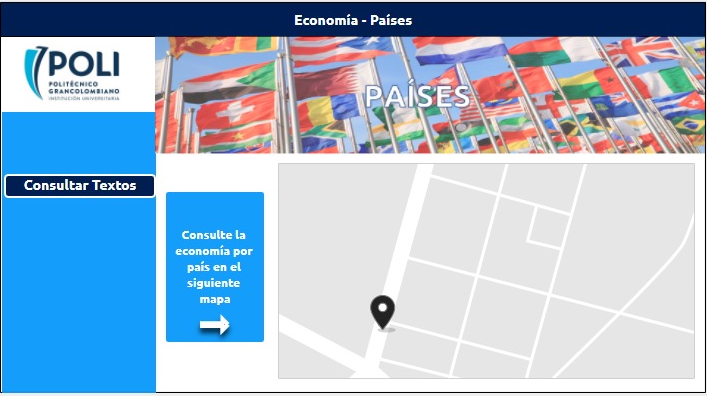 Economía - Países
POLI
POLITÉCNICO
GRANCOLOMBIANO
INSTITUCIÓN UNIVERSITARIA
PAÍSES
Consultar Textos
Consulte la
economía por
país en el
siguiente
mapa